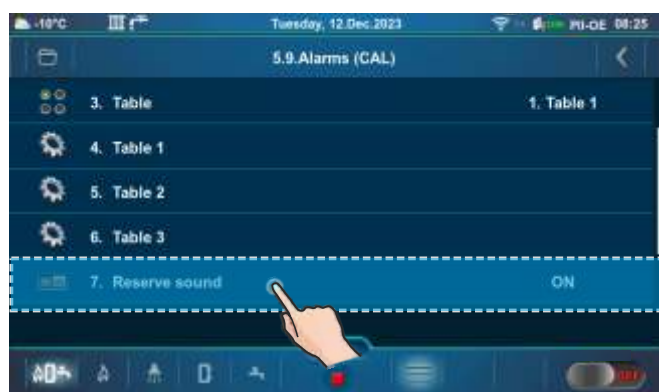 -10°C Tuesday, 12.Dec.2023 PU-OE 08:25
5.9.Alarms (CAL)
3. Table 1. Table 1
4. Table 1
5. Table 2
6. Table 3
7. Reserve sound ON
OFF